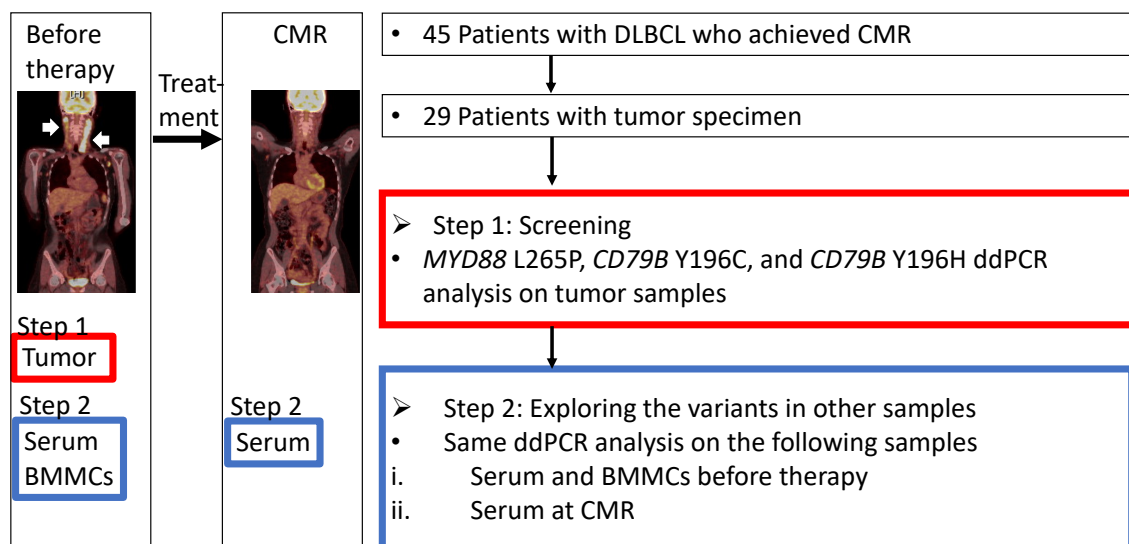 Before
therapy
Treat-
ment
CMR
Step 1
Tumor
Step 2
Serum
BMMCs
Step 2
Serum
• 45 Patients with DLBCL who achieved CMR
• 29 Patients with tumor specimen
➢ Step 1: Screening
• MYD88 L265P, CD79B Y196C, and CD79B Y196H ddPCR
analysis on tumor samples
➢ Step 2: Exploring the variants in other samples
• Same ddPCR analysis on the following samples
i. Serum and BMMCs before therapy
ii. Serum at CMR